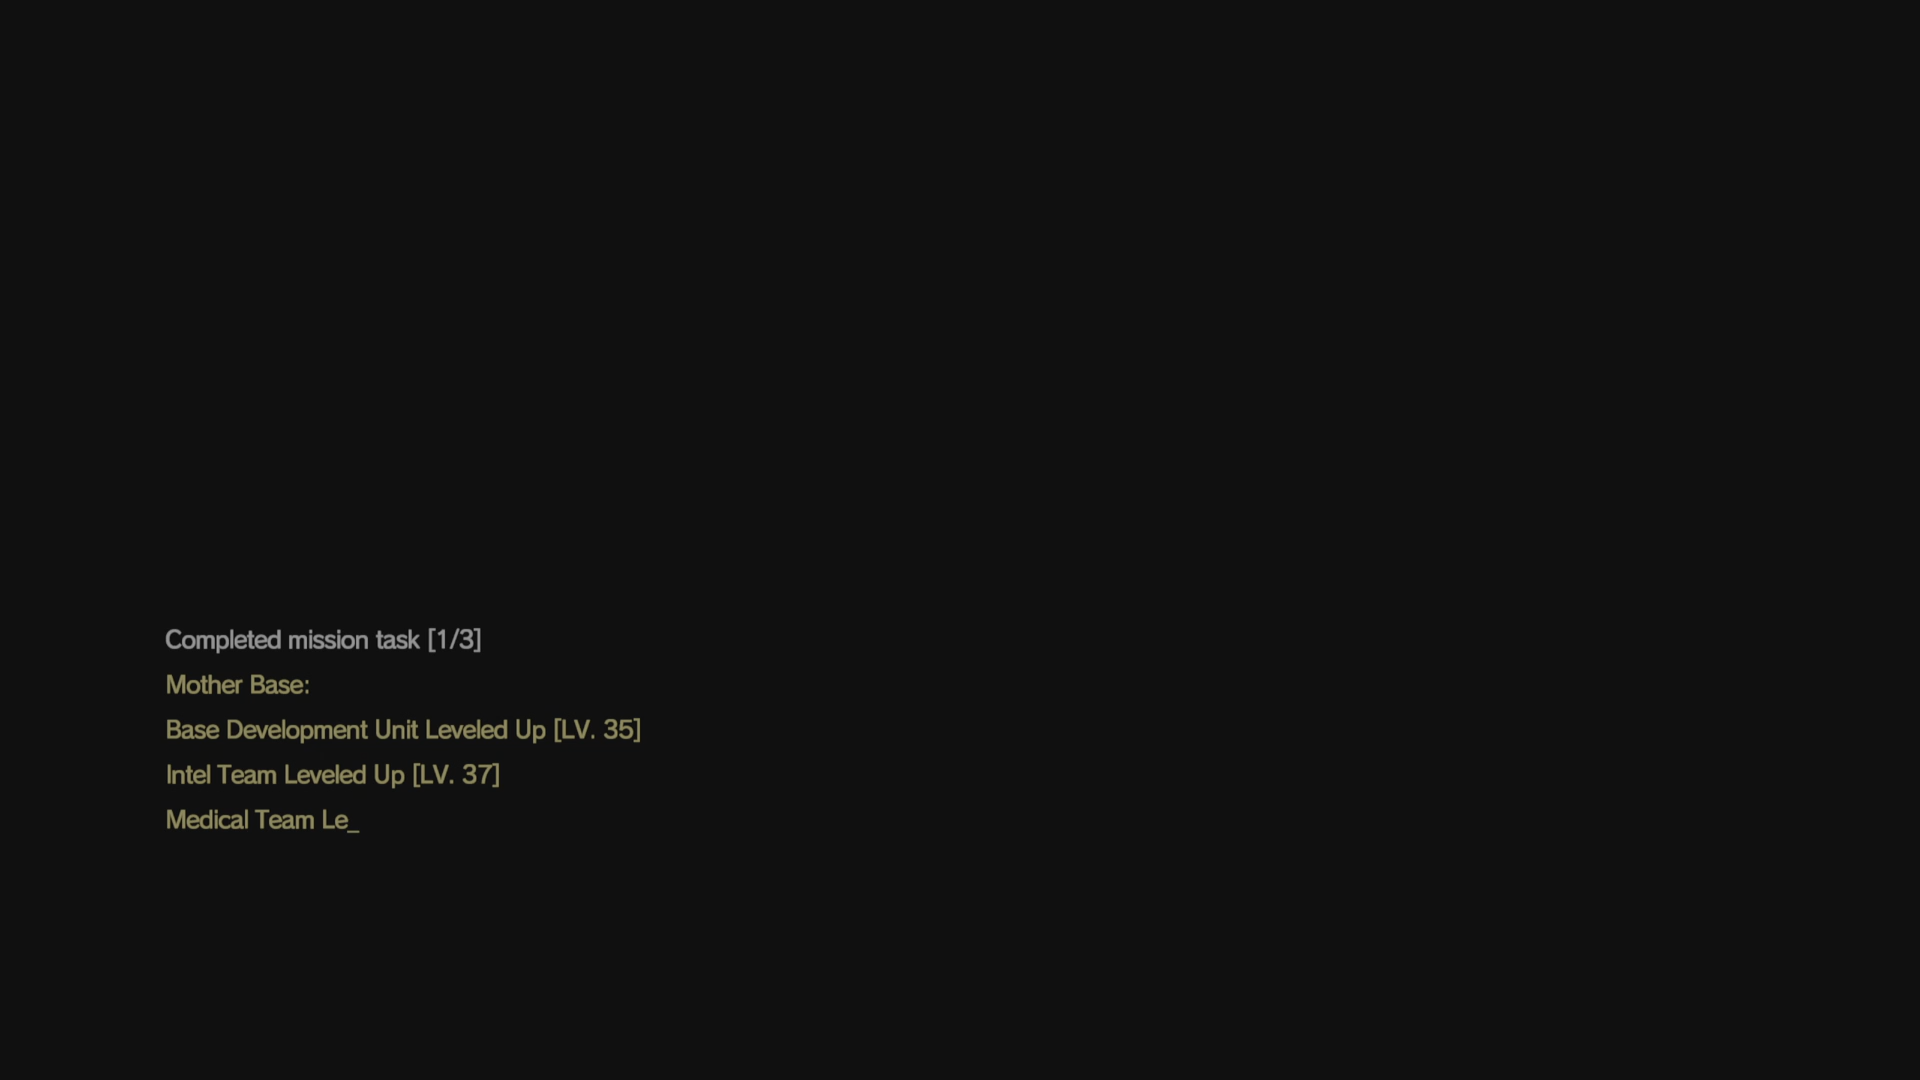 Completed mission task [1/3]
Mother Base:
Base Development Unit Leveled Up [LV. 35]
Intel Team Leveled Up [LV. 37]
Medical Team Le_